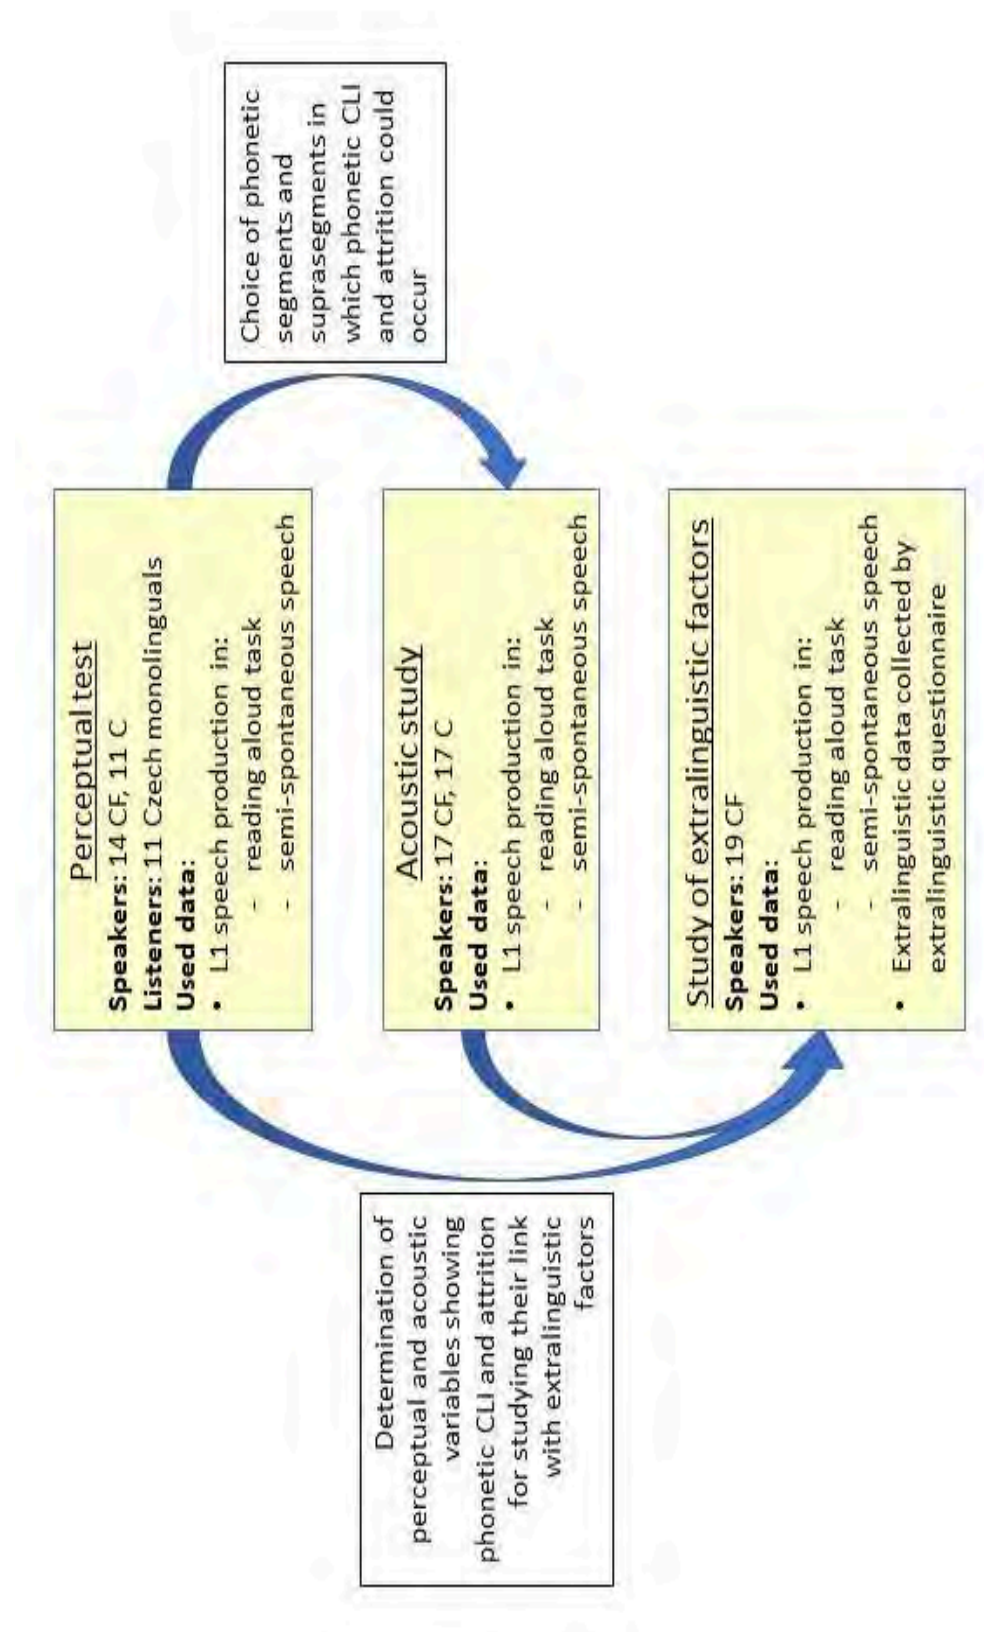 Perceptual test
Speakers: 14 CF, 11 C
Listeners: 11 Czech monolinguals
Used data:
• L1 speech production in:
- reading aloud task
- semi-spontaneous speech
Choice of phonetic
segments and
suprasegments in
which phonetic CLI
and attrition could
occur
Acoustic study
Speakers: 17 CF, 17 C
Used data:
• L1 speech production in:
- reading aloud task
- semi-spontaneous speech
Determination of
perceptual and acoustic
variables showing
phonetic CLI and attrition
for studying their link
with extralinguistic
factors
Study of extralinguistic factors
Speakers: 19 CF
Used data:
• L1 speech production in:
- reading aloud task
- semi-spontaneous speech
• Extralinguistic data collected by
extralinguistic questionnaire